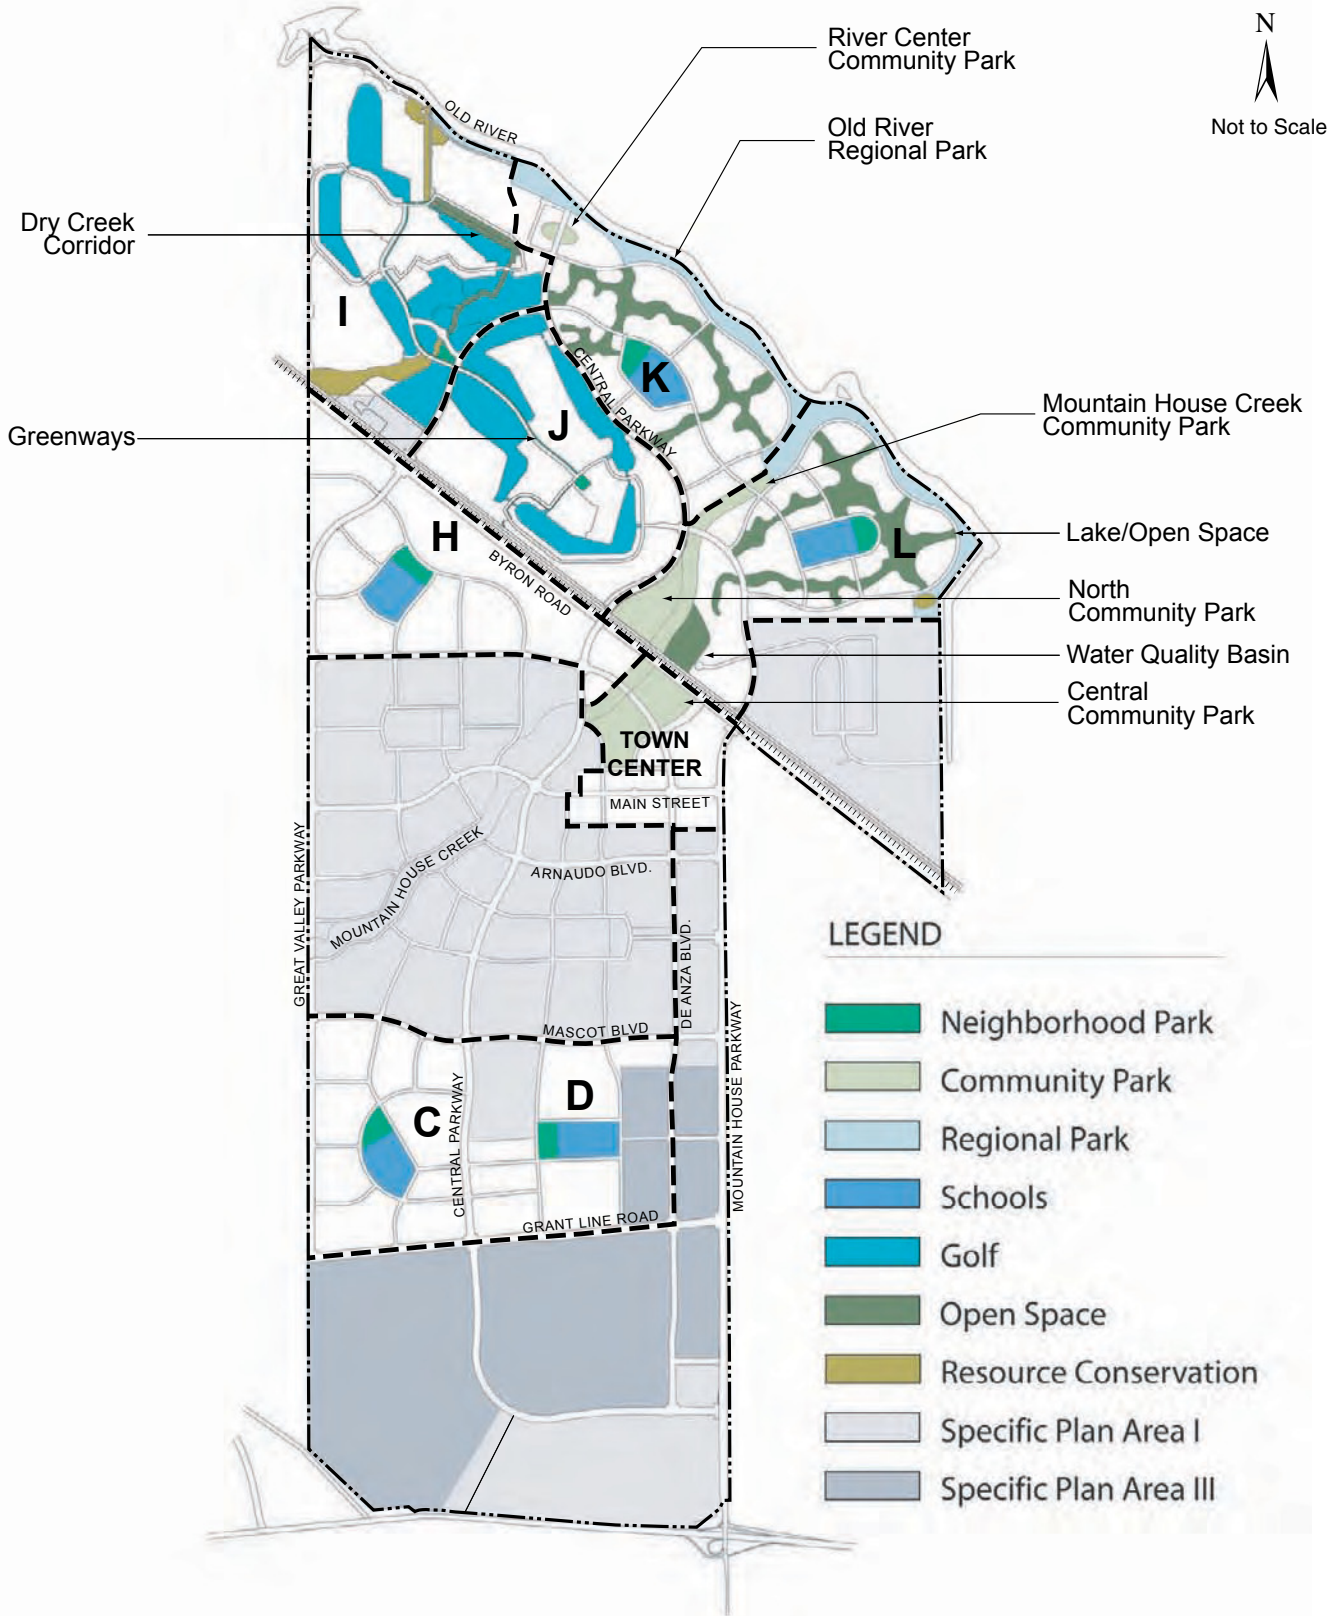 River Center
Community Park
N
Not to Scale
Old River
Regional Park
OLD RIVER
Dry Creek
Corridor
I
K
CENTRAL PARKWAY
J
Greenways
Mountain House Creek
Community Park
H
L
Lake/Open Space
BYRON ROAD
North
Community Park
Water Quality Basin
Central
Community Park
TOWN
CENTER
MAIN STREET
GREAT VALLEY PARKWAY
MOUNTAIN HOUSE CREEK
ARNAUDO BLVD.
DE ANZA BLVD.
MASCOT BLVD
MOUNTAIN HOUSE PARKWAY
C
CENTRAL PARKWAY
D
GRANT LINE ROAD
LEGEND
Neighborhood Park
Community Park
Regional Park
Schools
Golf
Open Space
Resource Conservation
Specific Plan Area I
Specific Plan Area III